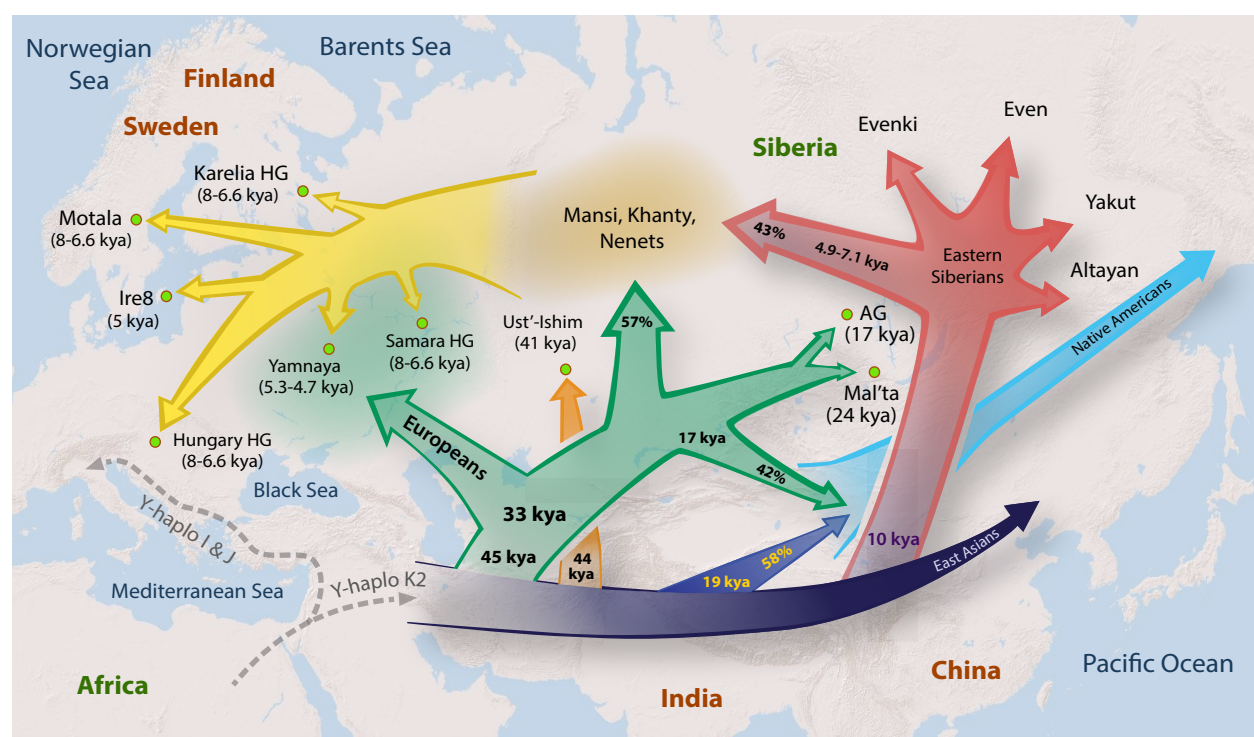 Norwegian
Sea
Barents Sea
Finland
Sweden
Siberia
Evenki
Even
Yakut
Altayan
Eastern
Siberians
Native Americans
Karelia HG
(8-6.6 kya)
Motala
(8-6.6 kya)
Ire8
(5 kya)
Mansi, Khanty,
Nenets
43%
4.9-7.1 kya
Yamnaya
(5.3-4.7 kya)
Samara HG
(8-6.6 kya)
Ust'-Ishim
(41 kya)
57%
AG
(17 kya)
Mal'ta
(24 kya)
Hungary HG
(8-6.6 kya)
Europeans
17 kya
42%
Black Sea
33 kya
45 kya
44
kya
19 kya
58%
10 kya
East Asians
Y-haplo I & J
Y-haplo K2
Mediterranean Sea
Africa
India
China
Pacific Ocean